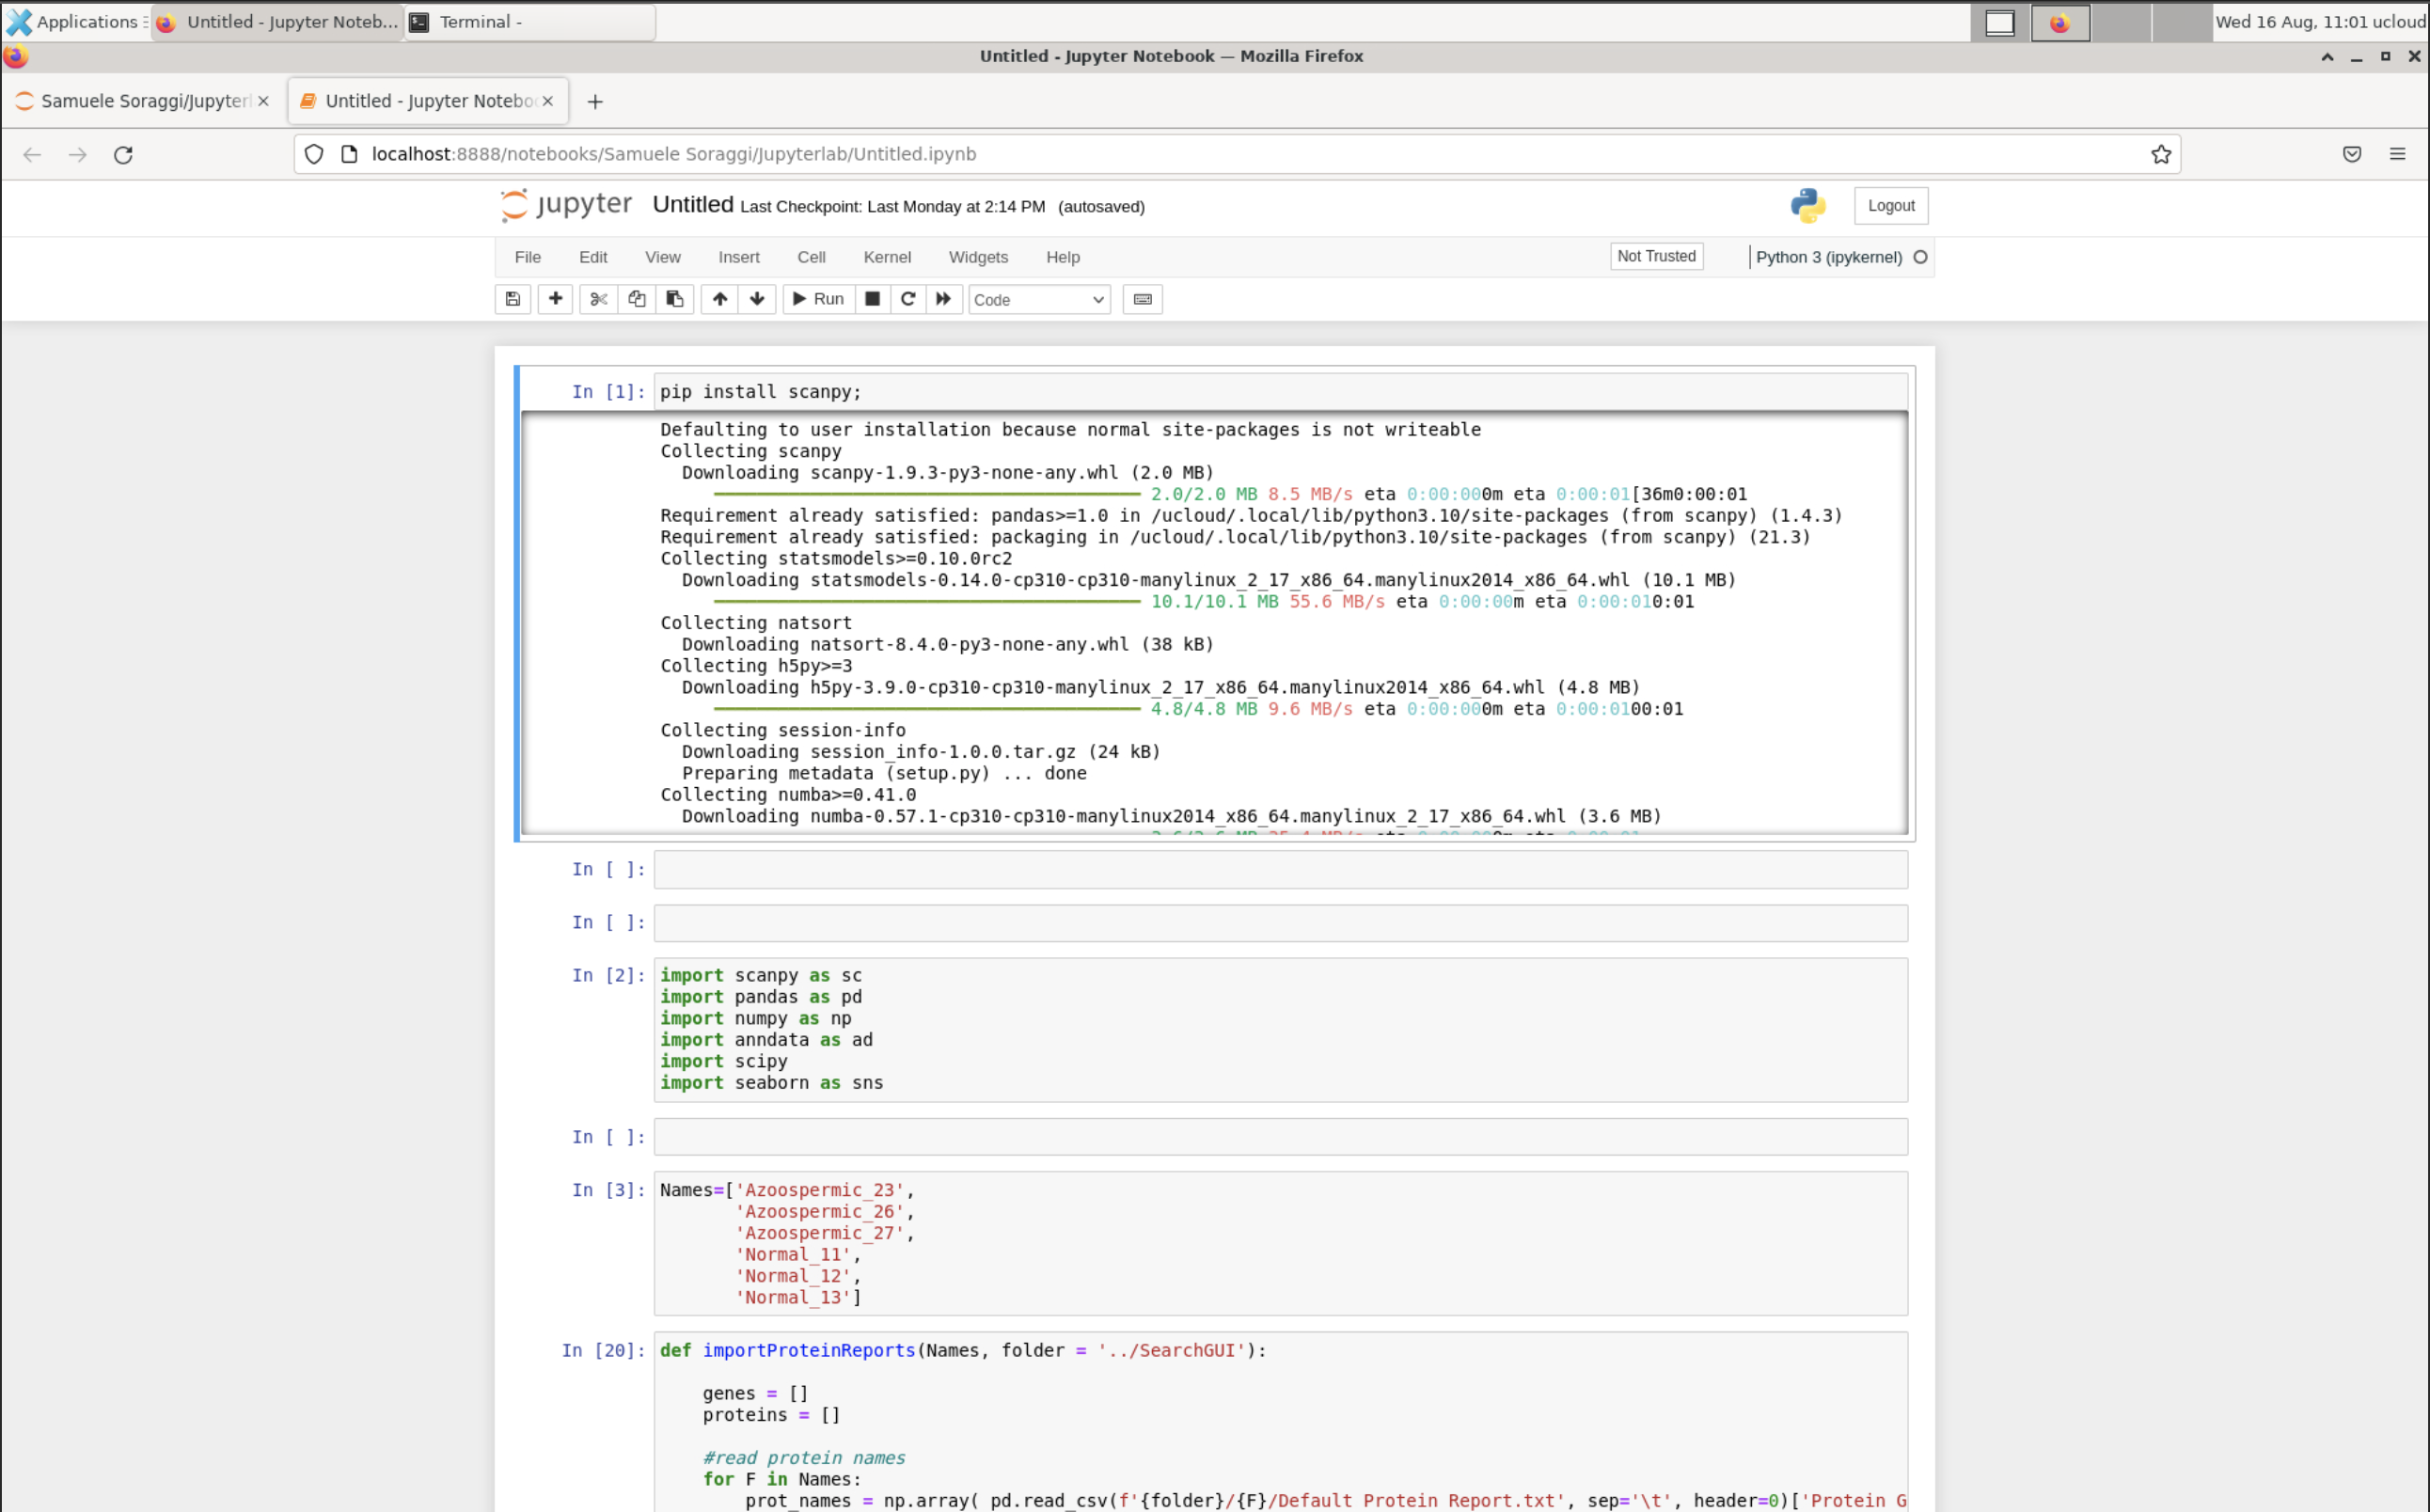 Applications
Untitled - Jupyter Noteb...
Terminal -
Wed 16 Aug, 11:01 ucloud
Untitled - Jupyter Notebook — Mozilla Firefox
Samuele Soraggi/Jupyterl
Untitled - Jupyter Noteboo
localhost:8888/notebooks/Samuele Soraggi/Jupyterlab/Untitled.ipynb
jupyter Untitled Last Checkpoint: Last Monday at 2:14 PM (autosaved)
Logout
File Edit View Insert Cell Kernel Widgets Help
Not Trusted
Python 3 (ipykernel)
Run
Code
In [1]: pip install scanpy;
Defaulting to user installation because normal site-packages is not writeable
Collecting scanpy
Downloading scanpy-1.9.3-py3-none-any.whl (2.0 MB)
2.0/2.0 MB 8.5 MB/s eta 0:00:000m eta 0:00:01[36m0:00:01
Requirement already satisfied: pandas>=1.0 in /ucloud/.local/lib/python3.10/site-packages (from scanpy) (1.4.3)
Requirement already satisfied: packaging in /ucloud/.local/lib/python3.10/site-packages (from scanpy) (21.3)
Collecting statsmodels>=0.10.0rc2
Downloading statsmodels-0.14.0-cp310-cp310-manylinux_2_17_x86_64.manylinux2014_x86_64.whl (10.1 MB)
10.1/10.1 MB 55.6 MB/s eta 0:00:00m eta 0:00:010:01
Collecting natsort
Downloading natsort-8.4.0-py3-none-any.whl (38 kB)
Collecting h5py>=3
Downloading h5py-3.9.0-cp310-cp310-manylinux_2_17_x86_64.manylinux2014_x86_64.whl (4.8 MB)
4.8/4.8 MB 9.6 MB/s eta 0:00:000m eta 0:00:0100:01
Collecting session-info
Downloading session_info-1.0.0.tar.gz (24 kB)
Preparing metadata (setup.py) ... done
Collecting numba>=0.41.0
Downloading numba-0.57.1-cp310-cp310-manylinux2014_x86_64.manylinux_2_17_x86_64.whl (3.6 MB)
In [ ]:
In [ ]:
In [2]: import scanpy as sc
import pandas as pd
import numpy as np
import anndata as ad
import scipy
import seaborn as sns
In [ ]:
In [3]: Names=['Azoospermic_23',
'Azoospermic_26',
'Azoospermic_27',
'Normal_11',
'Normal_12',
'Normal_13']
In [20]: def importProteinReports(Names, folder = '../SearchGUI'):
genes = []
proteins = []
#read protein names
for F in Names:
prot_names = np.array( pd.read_csv(f'{folder}/{F}/Default Protein Report.txt', sep='\t', header=0)['Protein G